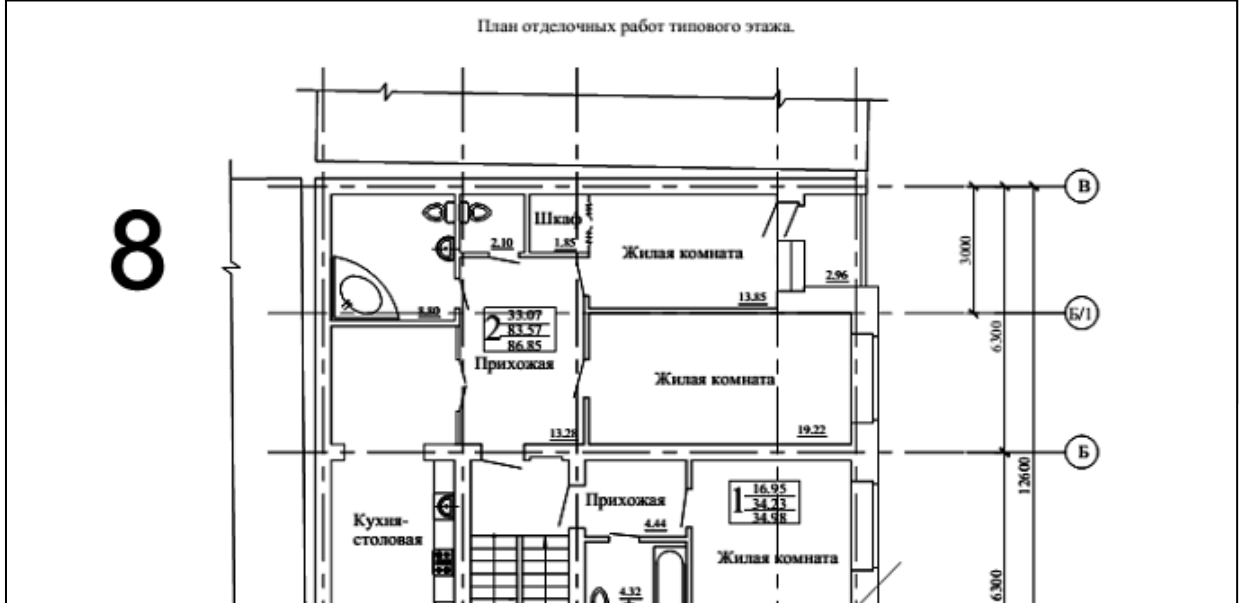 План отделочных работ типового этажа.
В
8
Шкаф
2.10
1.85
Жилая комната
3000
2.96
13.85
8.80
2
33.07
83.57
86.85
Б/1
6300
Прихожая
Жилая комната
13.28
19.22
Б
12600
1
16.95
34.23
34.98
Прихожая
4.44
Кухня-
столовая
Жилая комната
4.32
6300